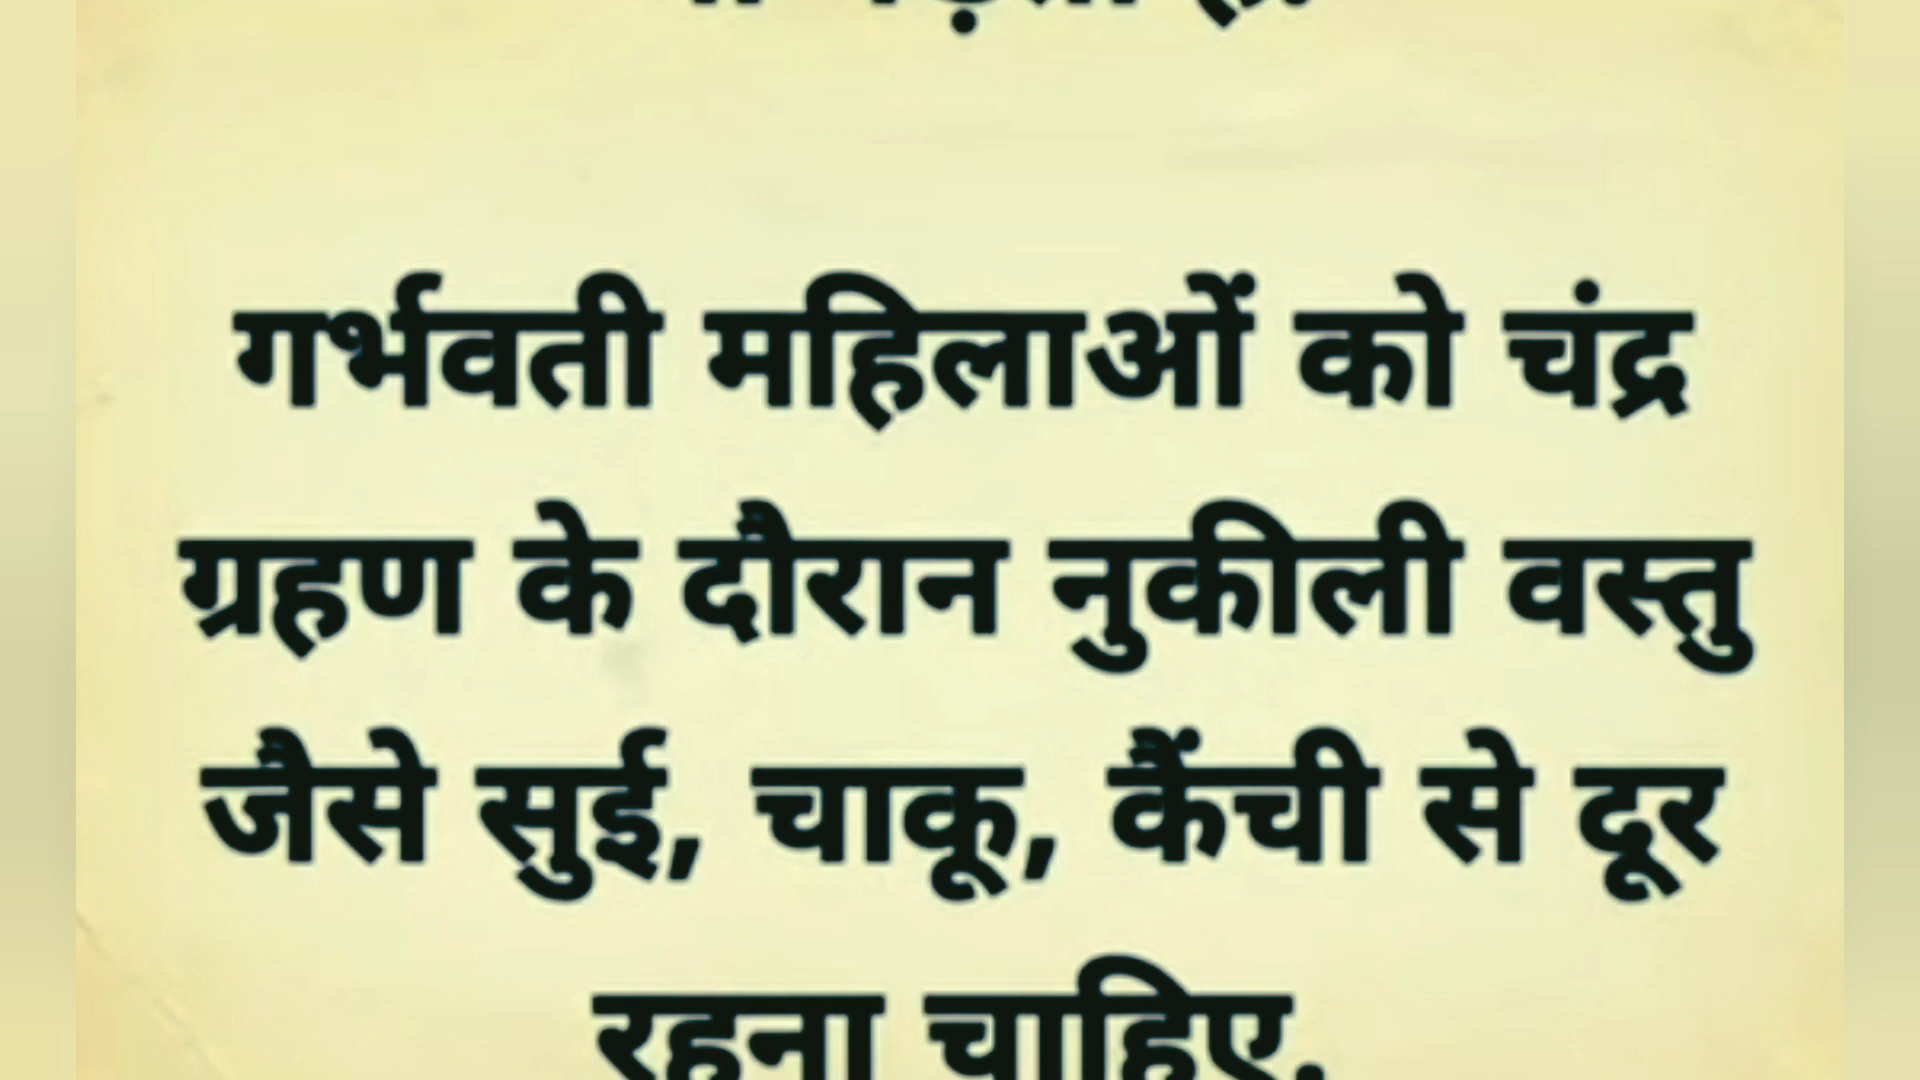 गर्भवती महिलाओं को चंद्र
ग्रहण के दौरान नुकीली वस्तु
जैसे सुई, चाकू, कैंची से दूर
रहना चाहिए.